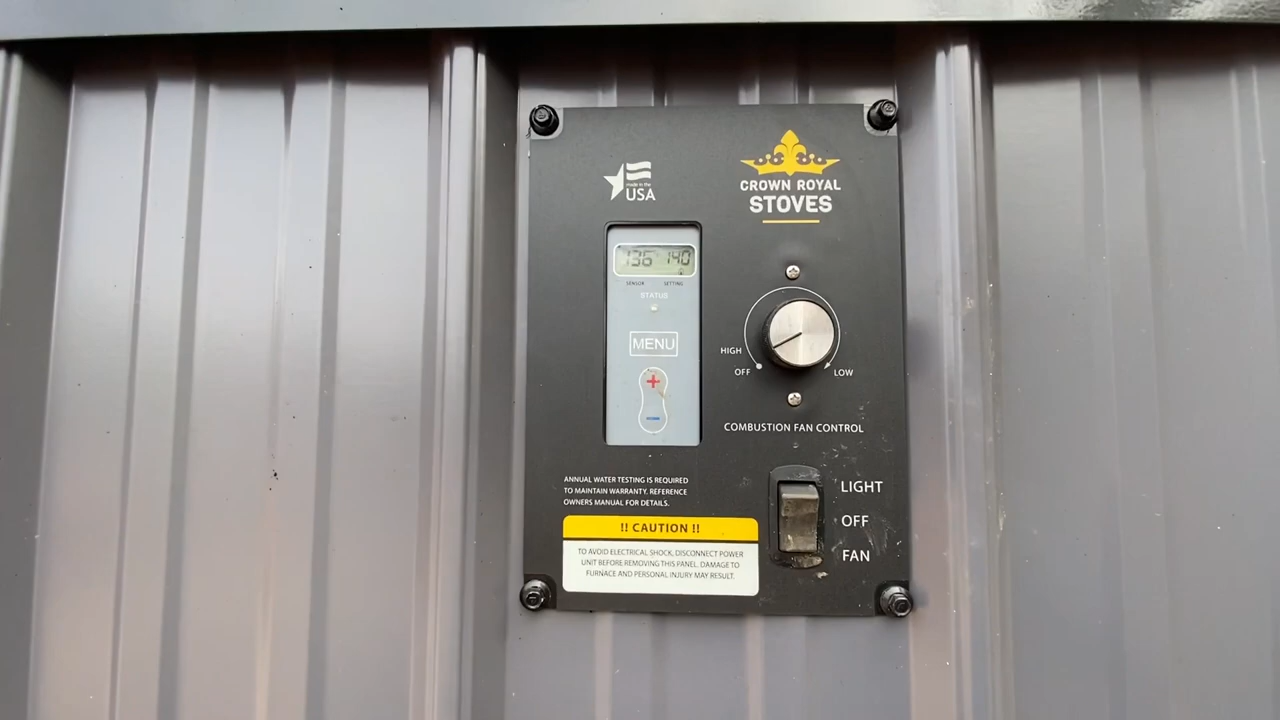 made in the
USA
CROWN ROYAL
STOVES
136 140
SENSOR SETTING
STATUS
MENU
HIGH
OFF
LOW
COMBUSTION FAN CONTROL
ANNUAL WATER TESTING IS REQUIRED
TO MAINTAIN WARRANTY. REFERENCE
OWNERS MANUAL FOR DETAILS.
!! CAUTION !!
TO AVOID ELECTRICAL SHOCK, DISCONNECT POWER
UNIT BEFORE REMOVING THIS PANEL. DAMAGE TO
FURNACE AND PERSONAL INJURY MAY RESULT.
LIGHT
OFF
FAN